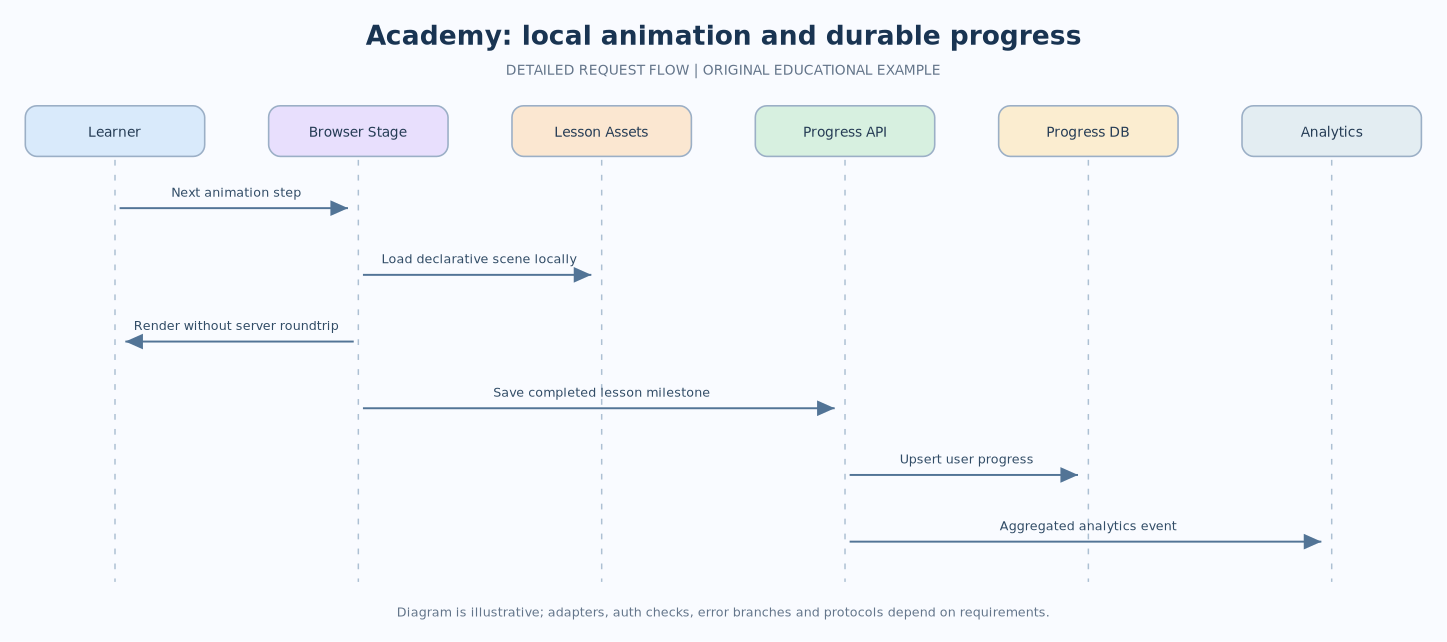 Academy: local animation and durable progress
DETAILED REQUEST FLOW | ORIGINAL EDUCATIONAL EXAMPLE
Learner
Browser Stage
Lesson Assets
Progress API
Progress DB
Analytics
Next animation step
Load declarative scene locally
Render without server roundtrip
Save completed lesson milestone
Upsert user progress
Aggregated analytics event
Diagram is illustrative; adapters, auth checks, error branches and protocols depend on requirements.